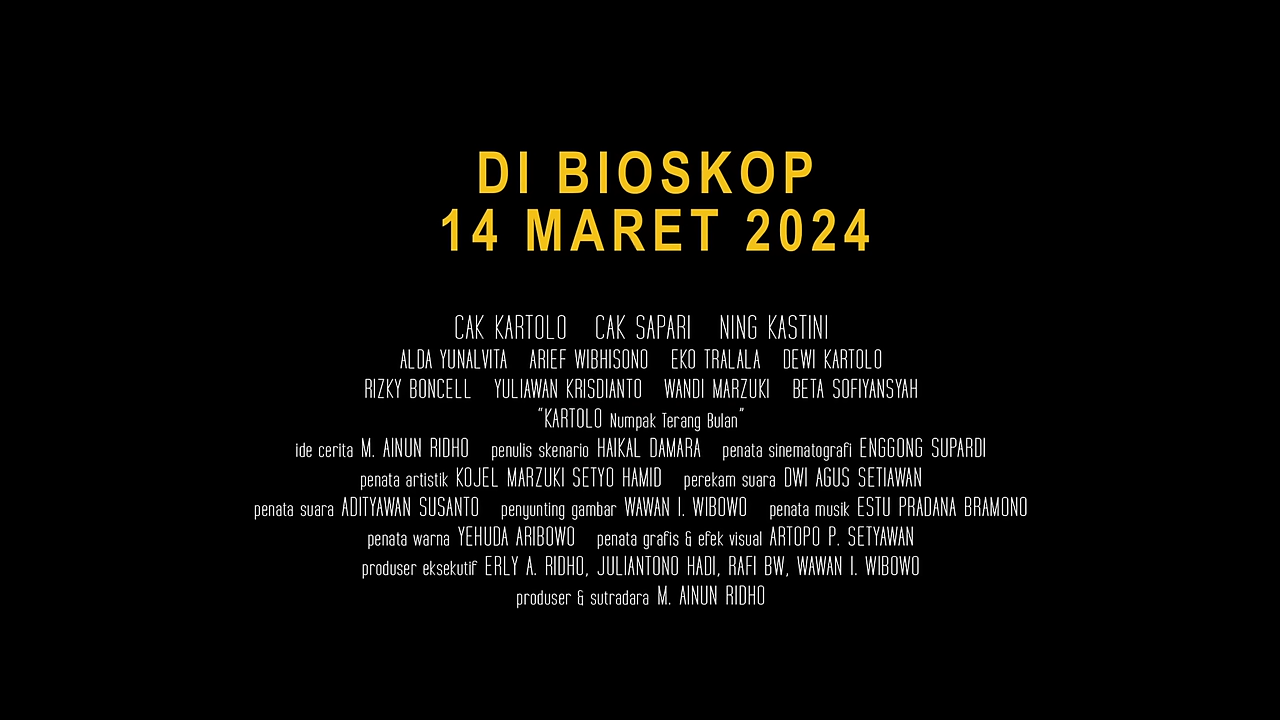 DI BIOSKOP
14 MARET 2024
CAK KARTOLO CAK SAPARI NING KASTINI
ALDA YUNALVITA ARIEF WIBHISONO EKO TRALALA DEWI KARTOLO
RIZKY BONCELL YULIAWAN KRISDIANTO WANDI MARZUKI BETA SOFIYANSYAH
“KARTOLO Numpak Terang Bulan”
ide cerita M. AINUN RIDHO penulis skenario HAIKAL DAMARA penata sinematografi ENGGONG SUPARDI
penata artistik KOJEL MARZUKI SETYO HAMID perekam suara DWI AGUS SETIAWAN
penata suara ADITYAWAN SUSANTO penyunting gambar WAWAN I. WIBOWO penata musik ESTU PRADANA BRAMONO
penata warna YEHUDA ARIBOWO penata grafis & efek visual ARTOPO P. SETYAWAN
produser eksekutif ERLY A. RIDHO, JULIANTONO HADI, RAFI BW, WAWAN I. WIBOWO
produser & sutradara M. AINUN RIDHO